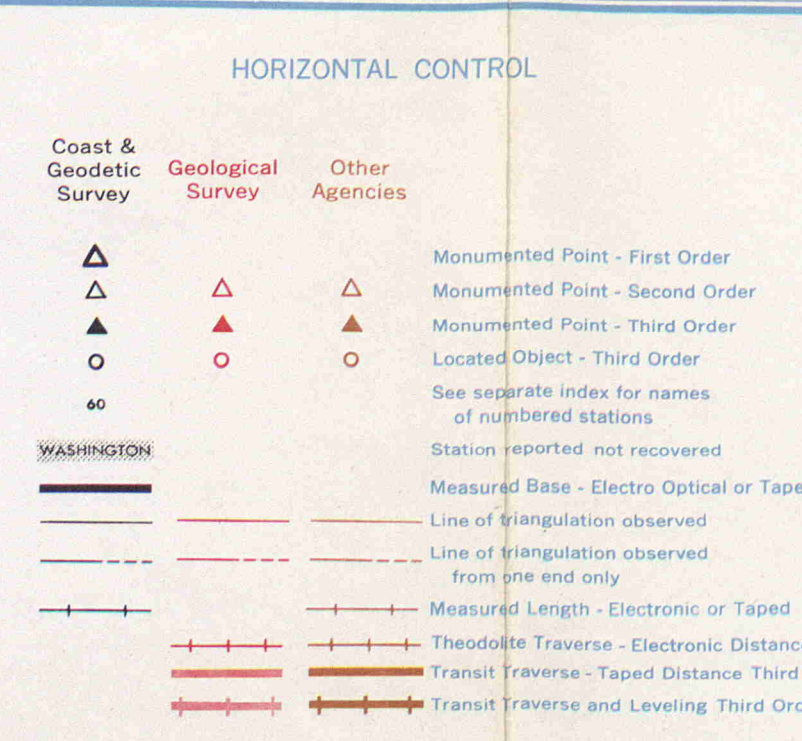 HORIZONTAL CONTROL
Coast &
Geodetic
Survey
Geological
Survey
Other
Agencies
Monumented Point - First Order
Monumented Point - Second Order
Monumented Point - Third Order
Located Object - Third Order
60
See separate index for names
of numbered stations
WASHINGTON
Station reported not recovered
Measured Base - Electro Optical or Tape
Line of triangulation observed
Line of triangulation observed
from one end only
Measured Length - Electronic or Taped
Theodolite Traverse - Electronic Distance
Transit Traverse - Taped Distance Third
Transit Traverse and Leveling Third Ord